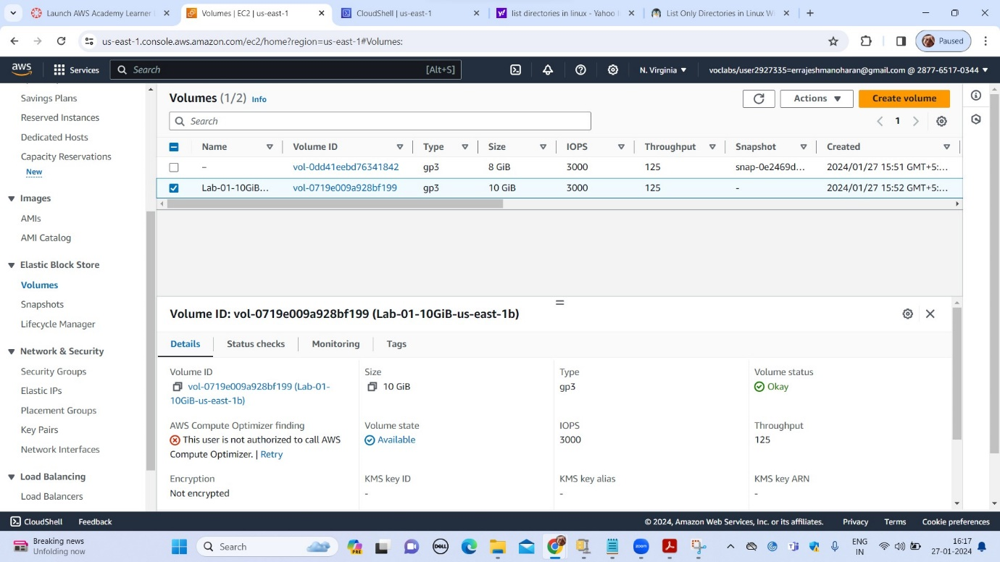 Launch AWS Academy Learner
Volumes | EC2 | us-east-1
CloudShell | us-east-1
list directories in linux - Yahoo
List Only Directories in Linux
us-east-1.console.aws.amazon.com/ec2/home?region=us-east-1#Volumes:
Paused
aws
Services
Search
[Alt+S]
N. Virginia
voclabs/user2927335=errajeshmanoharan@gmail.com @ 2877-6517-0344
Savings Plans
Reserved Instances
Dedicated Hosts
Capacity Reservations
New
Images
AMIs
AMI Catalog
Elastic Block Store
Volumes
Snapshots
Lifecycle Manager
Network & Security
Security Groups
Elastic IPs
Placement Groups
Key Pairs
Network Interfaces
Load Balancing
Load Balancers
Volumes (1/2) Info
Actions
Create volume
Search
1
Name Volume ID Type Size IOPS Throughput Snapshot Created
– vol-0dd41eebd76341842 gp3 8 GiB 3000 125 snap-0e2469d... 2024/01/27 15:51 GMT+5:...
Lab-01-10GiB... vol-0719e009a928bf199 gp3 10 GiB 3000 125 - 2024/01/27 15:52 GMT+5:...
Volume ID: vol-0719e009a928bf199 (Lab-01-10GiB-us-east-1b)
Details Status checks Monitoring Tags
Volume ID
vol-0719e009a928bf199 (Lab-01-
10GiB-us-east-1b)
Size
10 GiB
Type
gp3
Volume status
Okay
AWS Compute Optimizer finding
This user is not authorized to call AWS
Compute Optimizer. | Retry
Volume state
Available
IOPS
3000
Throughput
125
Encryption
Not encrypted
KMS key ID
-
KMS key alias
-
KMS key ARN
-
CloudShell
Feedback
© 2024, Amazon Web Services, Inc. or its affiliates.
Privacy
Terms
Cookie preferences
Breaking news
Unfolding now
Search
PRE
DELL
zoom
ENG
IN
16:17
27-01-2024